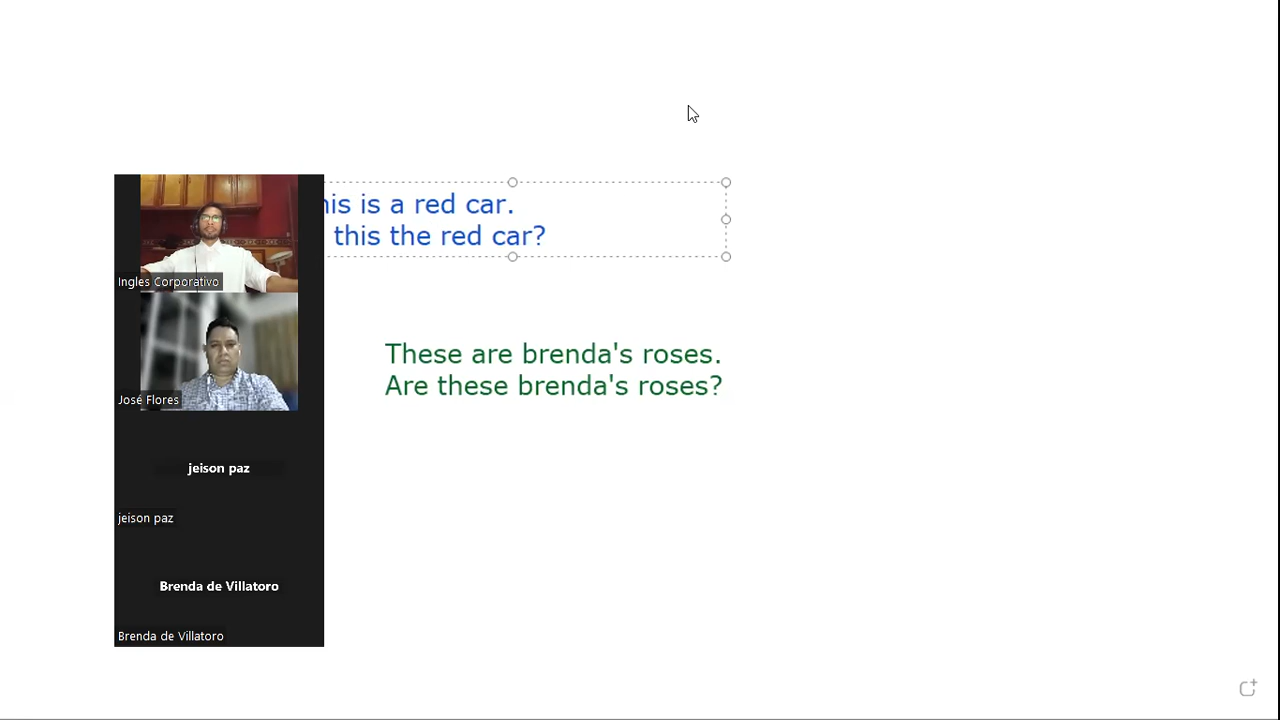 his is a red car.
this the red car?
These are brenda's roses.
Are these brenda's roses?
Ingles Corporativo
José Flores
jeison paz
jeison paz
Brenda de Villatoro
Brenda de Villatoro